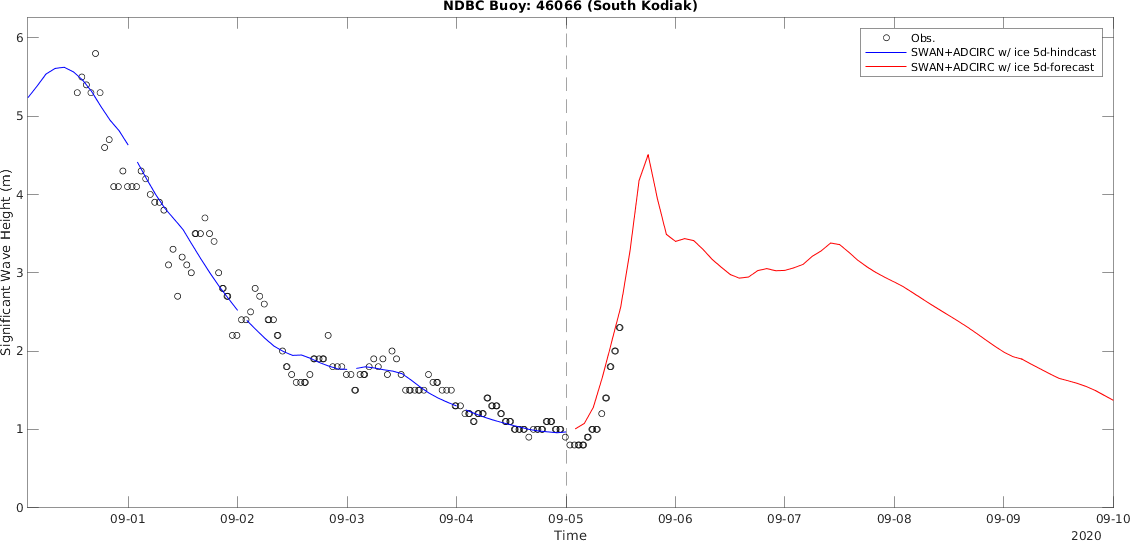 NDBC Buoy: 46066 (South Kodiak)
Obs.
SWAN+ADCIRC w/ ice 5d-hindcast
SWAN+ADCIRC w/ ice 5d-forecast
Significant Wave Height (m)
6
5
4
3
2
1
0
09-01 09-02 09-03 09-04 09-05 09-06 09-07 09-08 09-09 09-10
Time
2020